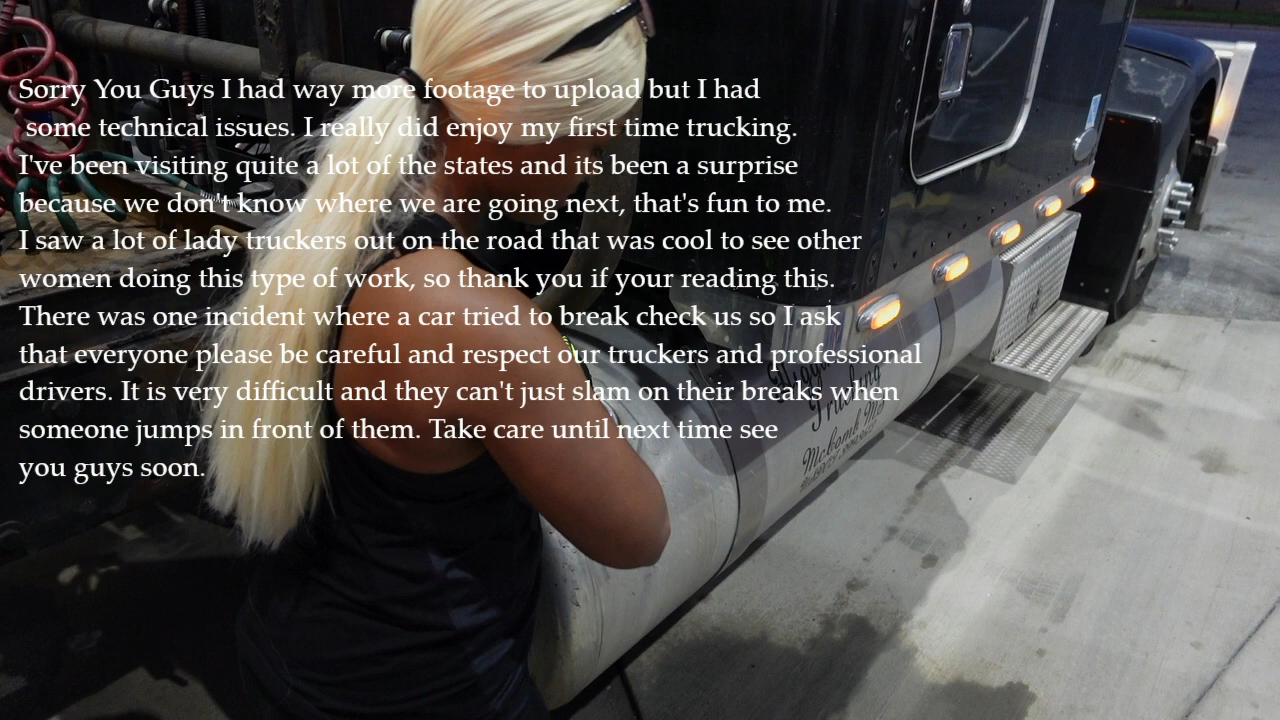 Sorry You Guys I had way more footage to upload but I had
some technical issues. I really did enjoy my first time trucking.
I've been visiting quite a lot of the states and its been a surprise
because we don't know where we are going next, that's fun to me.
I saw a lot of lady truckers out on the road that was cool to see other
women doing this type of work, so thank you if your reading this.
There was one incident where a car tried to break check us so I ask
that everyone please be careful and respect our truckers and professional
drivers. It is very difficult and they can't just slam on their breaks when
someone jumps in front of them. Take care until next time see
you guys soon.
Trucking
Macomb